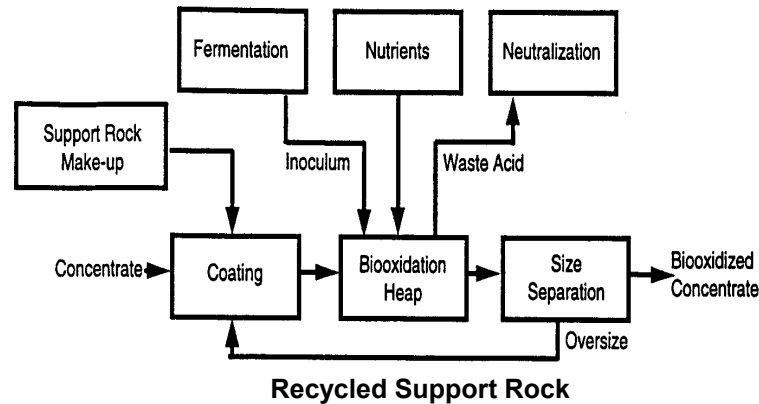 Fermentation
Nutrients
Neutralization
Support Rock
Make-up
Inoculum
Waste Acid
Concentrate
Coating
Biooxidation
Heap
Size
Separation
Biooxidized
Concentrate
Oversize
Recycled Support Rock